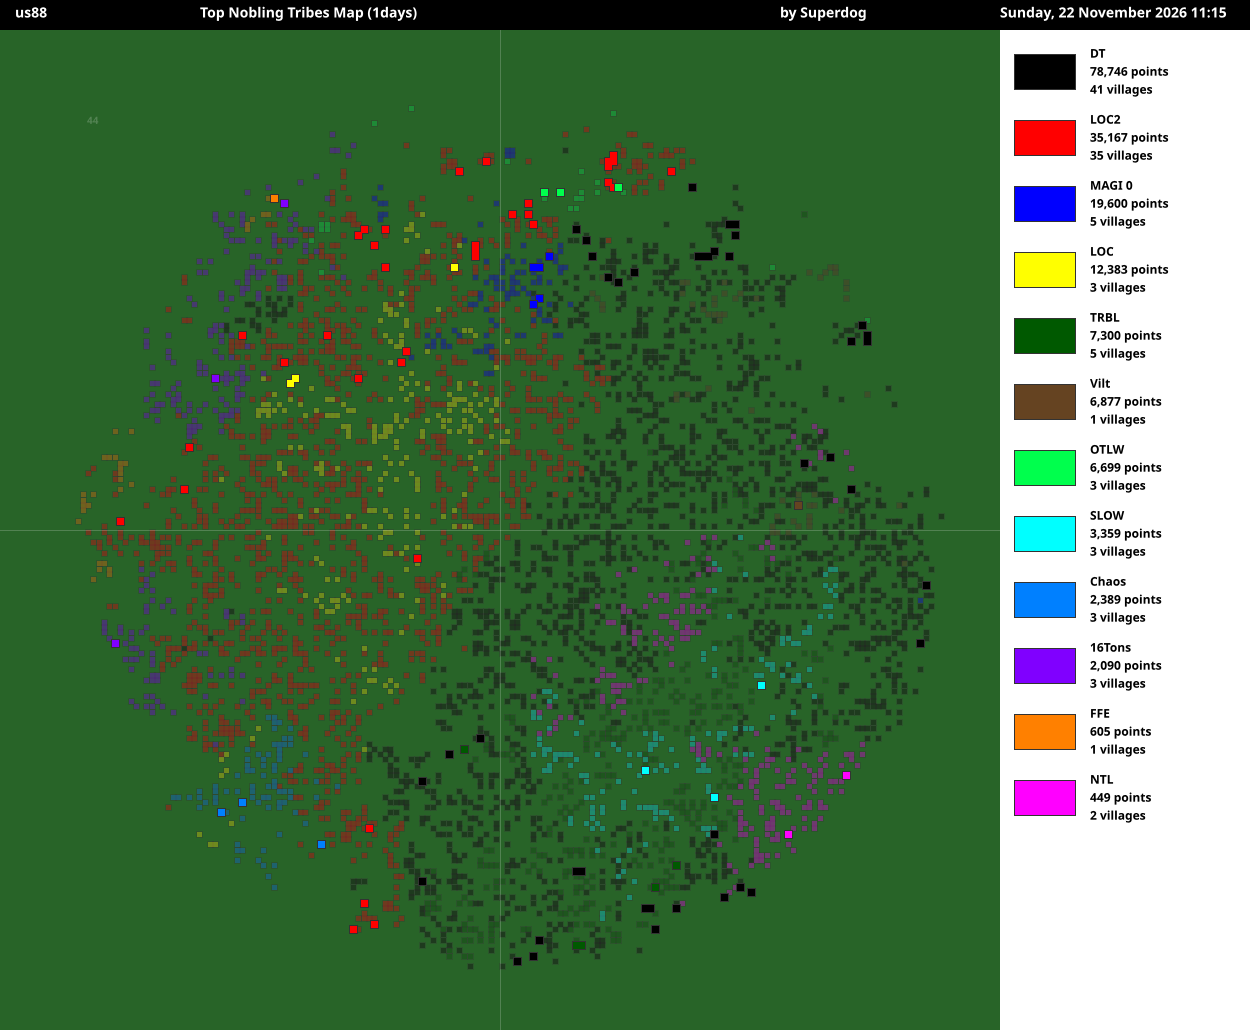 us88 Top Nobling Tribes Map (1days) by Superdog Sunday, 22 November 2026 11:15
44
DT
78,746 points
41 villages
LOC2
35,167 points
35 villages
MAGI 0
19,600 points
5 villages
LOC
12,383 points
3 villages
TRBL
7,300 points
5 villages
Vilt
6,877 points
1 villages
OTLW
6,699 points
3 villages
SLOW
3,359 points
3 villages
Chaos
2,389 points
3 villages
16Tons
2,090 points
3 villages
FFE
605 points
1 villages
NTL
449 points
2 villages